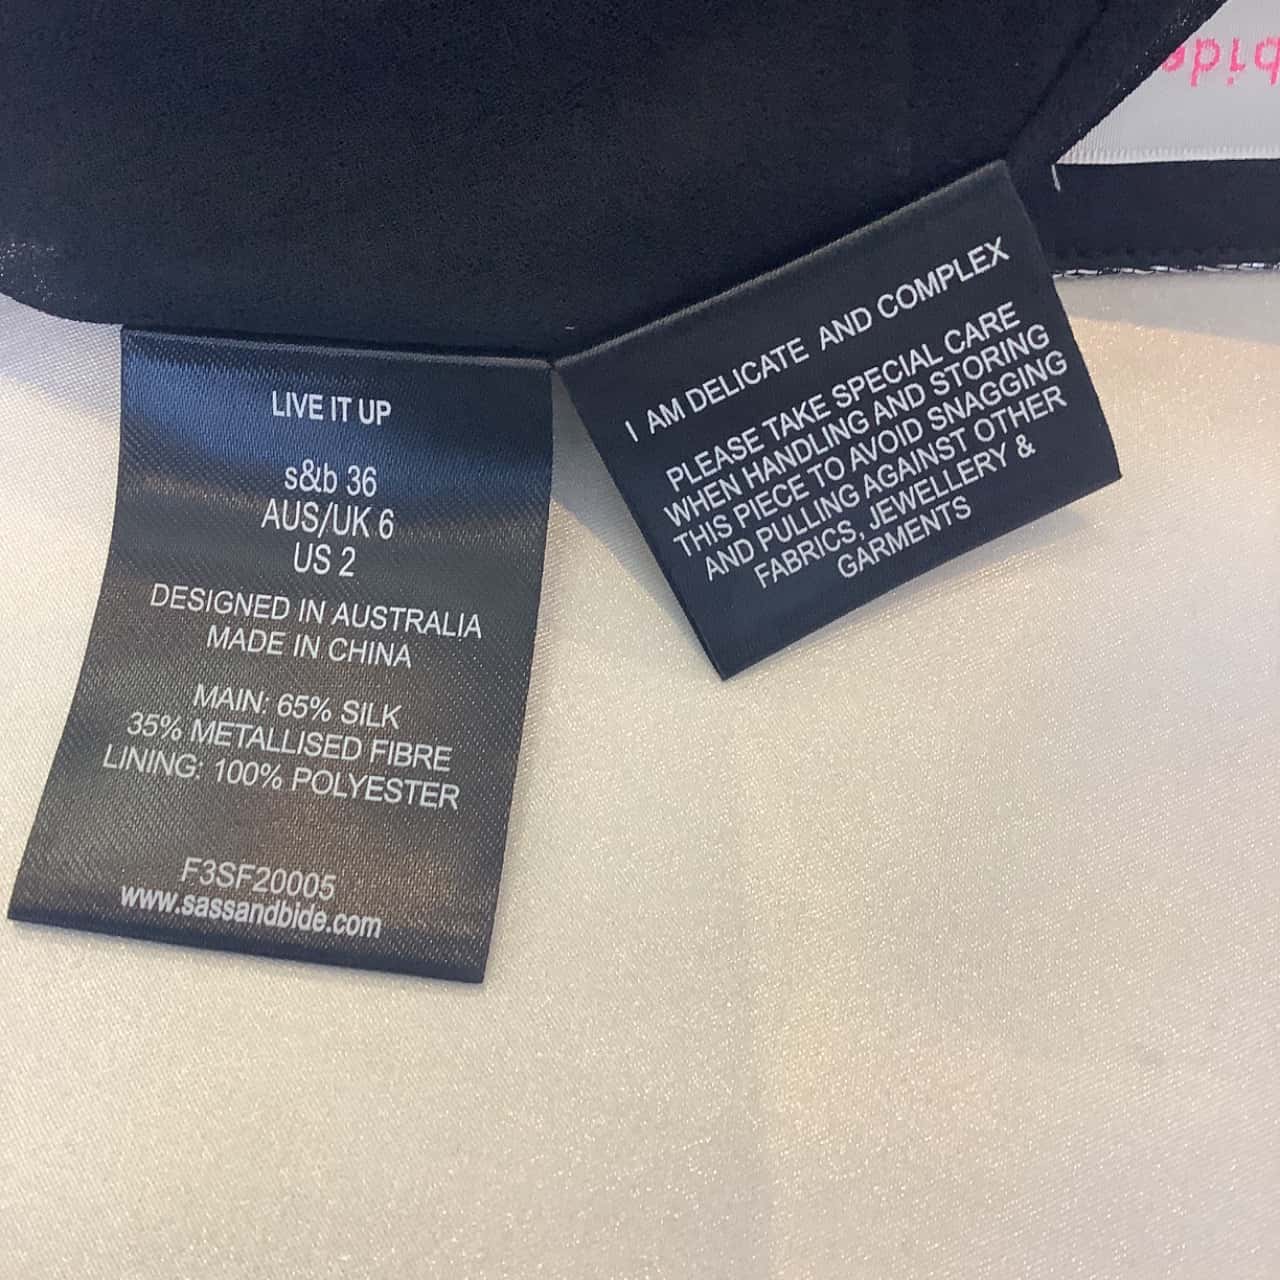 bide
LIVE IT UP
s&b 36
AUS/UK 6
US 2
DESIGNED IN AUSTRALIA
MADE IN CHINA
MAIN: 65% SILK
35% METALLISED FIBRE
LINING: 100% POLYESTER
F3SF20005
www.sassandbide.com
I AM DELICATE AND COMPLEX
PLEASE TAKE SPECIAL CARE
WHEN HANDLING AND STORING
THIS PIECE TO AVOID SNAGGING
AND PULLING AGAINST OTHER
FABRICS, JEWELLERY &
GARMENTS